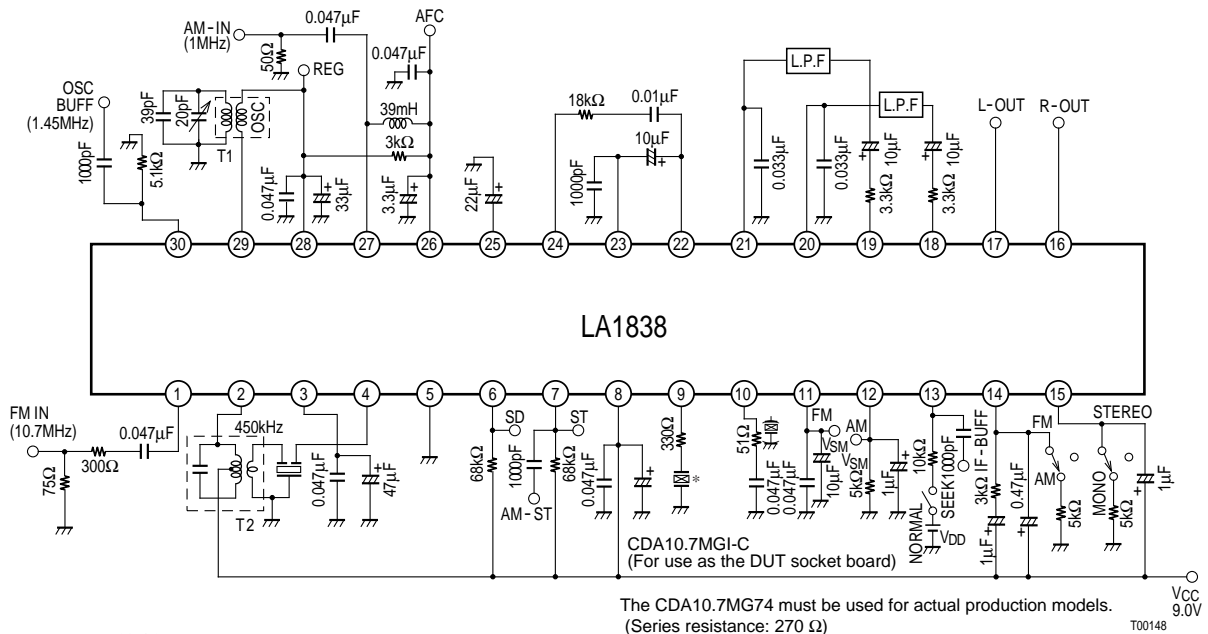 AM-IN
(1MHz)
0.047µF
AFC
50Ω
REG
0.047µF
OSC
BUFF
(1.45MHz)
39pF
20pF
OSC
T1
1000pF
5.1kΩ
39mH
3kΩ
0.047µF
33µF
3.3µF
22µF
18kΩ
0.01µF
10µF
1000pF
L.P.F
L.P.F
0.033µF
0.033µF
10µF
10µF
3.3kΩ
3.3kΩ
L-OUT
R-OUT
30 29 28 27 26 25 24 23 22 21 20 19 18 17 16
LA1838
1 2 3 4 5 6 7 8 9 10 11 12 13 14 15
FM IN
(10.7MHz)
0.047µF
300Ω
75Ω
450kHz
T2
0.047µF
47µF
SD
68kΩ
ST
1000pF
68kΩ
AM-ST
0.047µF
330Ω
*
51Ω
0.047µF
0.047µF
FM
VSM
10µF
AM
VSM
5kΩ
1µF
10kΩ
SEEK
1000pF
IF-BUFF
NORMAL
VDD
3kΩ
1µF
0.47µF
FM
AM
5kΩ
STEREO
MONO
5kΩ
1µF
CDA10.7MGI-C
(For use as the DUT socket board)
VCC
9.0V
The CDA10.7MG74 must be used for actual production models.
(Series resistance: 270 Ω)
T00148